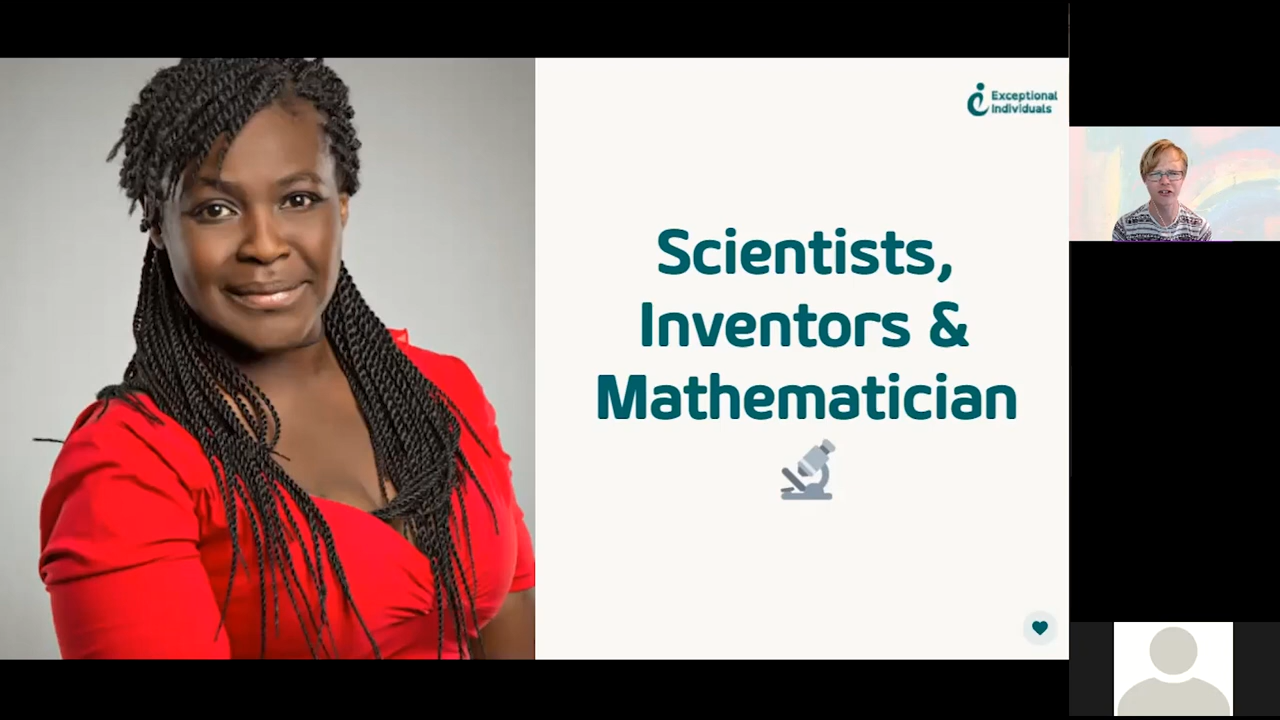 Exceptional
Individuals
Scientists,
Inventors &
Mathematician